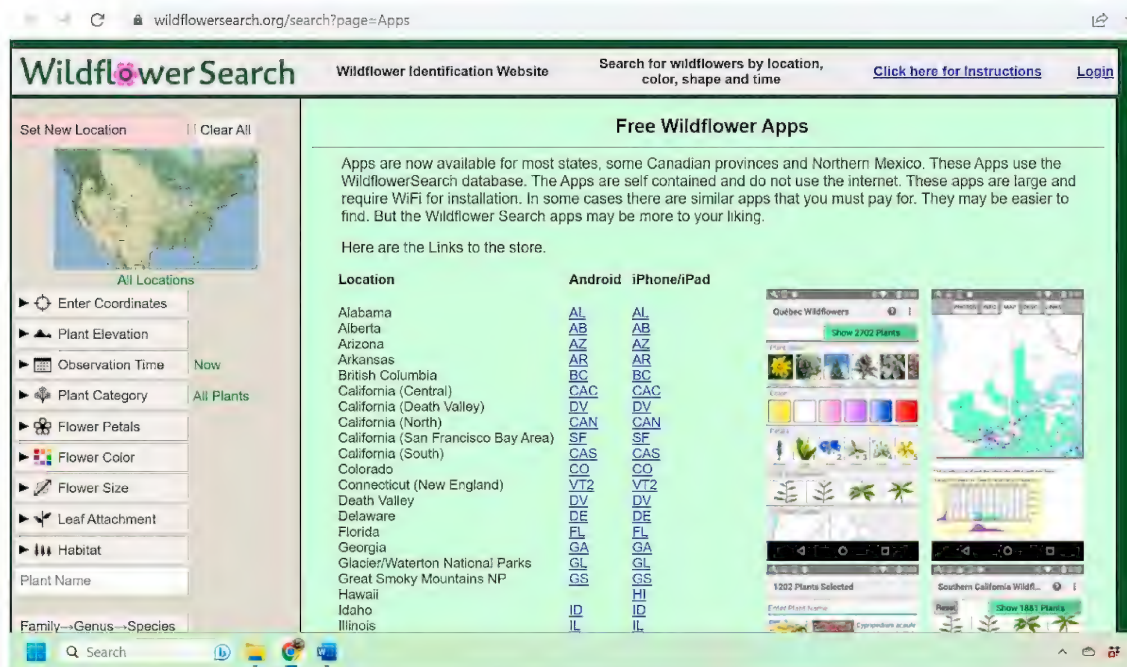 wildflowersearch.org/search?page=Apps
Wildflower Search
Wildflower Identification Website
Search for wildflowers by location,
color, shape and time
Click here for Instructions
Login
Set New Location
Clear All
All Locations
Enter Coordinates
Plant Elevation
Observation Time Now
Plant Category All Plants
Flower Petals
Flower Color
Flower Size
Leaf Attachment
Habitat
Plant Name
Family→Genus→Species
Free Wildflower Apps
Apps are now available for most states, some Canadian provinces and Northern Mexico. These Apps use the
WildflowerSearch database. The Apps are self contained and do not use the internet. These apps are large and
require WiFi for installation. In some cases there are similar apps that you must pay for. They may be easier to
find. But the Wildflower Search apps may be more to your liking.
Here are the Links to the store.
Location Android iPhone/iPad
Alabama AL AL
Alberta AB AB
Arizona AZ AZ
Arkansas AR AR
British Columbia BC BC
California (Central) CAC CAC
California (Death Valley) DV DV
California (North) CAN CAN
California (San Francisco Bay Area) SF SF
California (South) CAS CAS
Colorado CO CO
Connecticut (New England) VT2 VT2
Death Valley DV DV
Delaware DE DE
Florida FL FL
Georgia GA GA
Glacier/Waterton National Parks GL GL
Great Smoky Mountains NP GS GS
Hawaii HI
Idaho ID ID
Illinois IL IL
Québec Wildflowers
Show 2702 Plants
1202 Plants Selected
Enter Plant Name
Cypripedium acaule
Southern California Wildfl...
Reset
Show 1881 Plants
Search